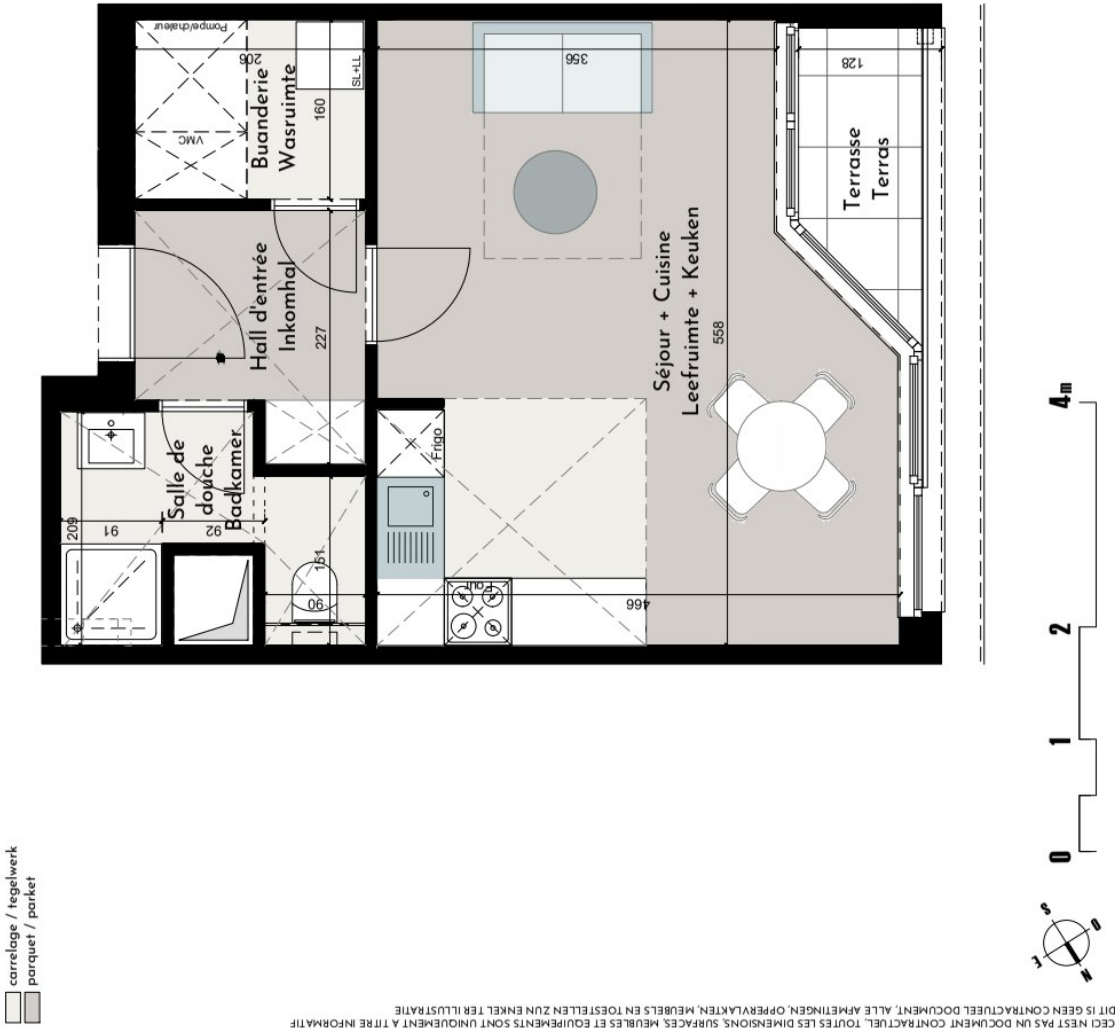 Pompe/chaleur
206
VMC
SL+LL
Buanderie
Wasruimte
160
356
128
Terrasse
Terras
Hall d'entrée
Inkomhal
227
Séjour + Cuisine
Leefruimte + Keuken
558
Salle de
douche
Badkamer
209
91
92
151
90
Frigo
Four
466
0 1 2 4m
carrelage / tegelwerk
parquet / parket
N E S O
CECI N'EST PAS UN DOCUMENT CONTRACTUEL, TOUTES LES DIMENSIONS, SURFACES, MEUBLES ET EQUIPEMENTS SONT UNIQUEMENT A TITRE INFORMATIF
DIT IS GEEN CONTRACTUEEL DOCUMENT, ALLE AFMETINGEN, OPPERVLAKTEN, MEUBELS EN TOESTELLEN ZIJN ENKEL TER ILLUSTRATIE